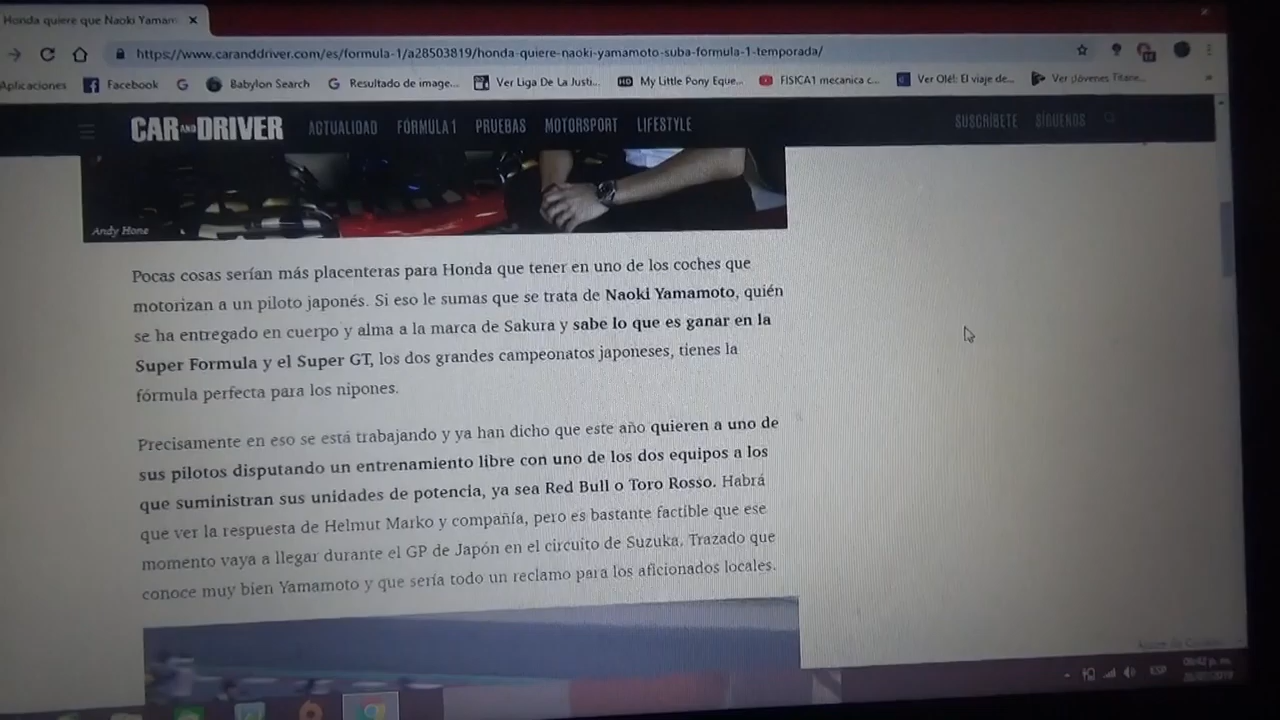 Honda quiere que Naoki Yamam
https://www.caranddriver.com/es/formula-1/a28503819/honda-quiere-naoki-yamamoto-suba-formula-1-temporada/
Aplicaciones Facebook Babylon Search Resultado de image... Ver Liga De La Justi... My Little Pony Eque... FISICA1 mecanica c... Ver Olé!: El viaje de... Ver ¡Jóvenes Titane...
CAR AND DRIVER ACTUALIDAD FÓRMULA 1 PRUEBAS MOTORSPORT LIFESTYLE SUSCRÍBETE SÍGUENOS
Andy Hone
Pocas cosas serían más placenteras para Honda que tener en uno de los coches que
motorizan a un piloto japonés. Si eso le sumas que se trata de Naoki Yamamoto, quién
se ha entregado en cuerpo y alma a la marca de Sakura y sabe lo que es ganar en la
Super Formula y el Super GT, los dos grandes campeonatos japoneses, tienes la
fórmula perfecta para los nipones.
Precisamente en eso se está trabajando y ya han dicho que este año quieren a uno de
sus pilotos disputando un entrenamiento libre con uno de los dos equipos a los
que suministran sus unidades de potencia, ya sea Red Bull o Toro Rosso. Habrá
que ver la respuesta de Helmut Marko y compañía, pero es bastante factible que ese
momento vaya a llegar durante el GP de Japón en el circuito de Suzuka. Trazado que
conoce muy bien Yamamoto y que sería todo un reclamo para los aficionados locales.
ESP 06:42 p. m.